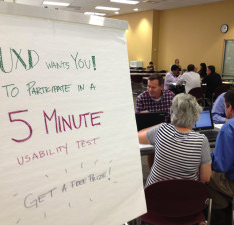 UXD WANTS YOU!
TO PARTICIPATE IN A
5 MINUTE
USABILITY TEST
GET A FREE PRIZE!